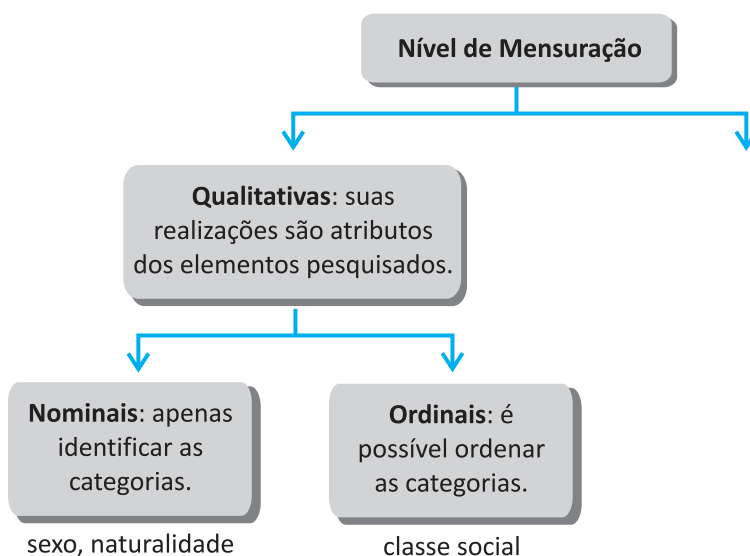 Nível de Mensuração
Qualitativas: suas
realizações são atributos
dos elementos pesquisados.
Nominais: apenas
identificar as
categorias.
sexo, naturalidade
Ordinais: é
possível ordenar
as categorias.
classe social